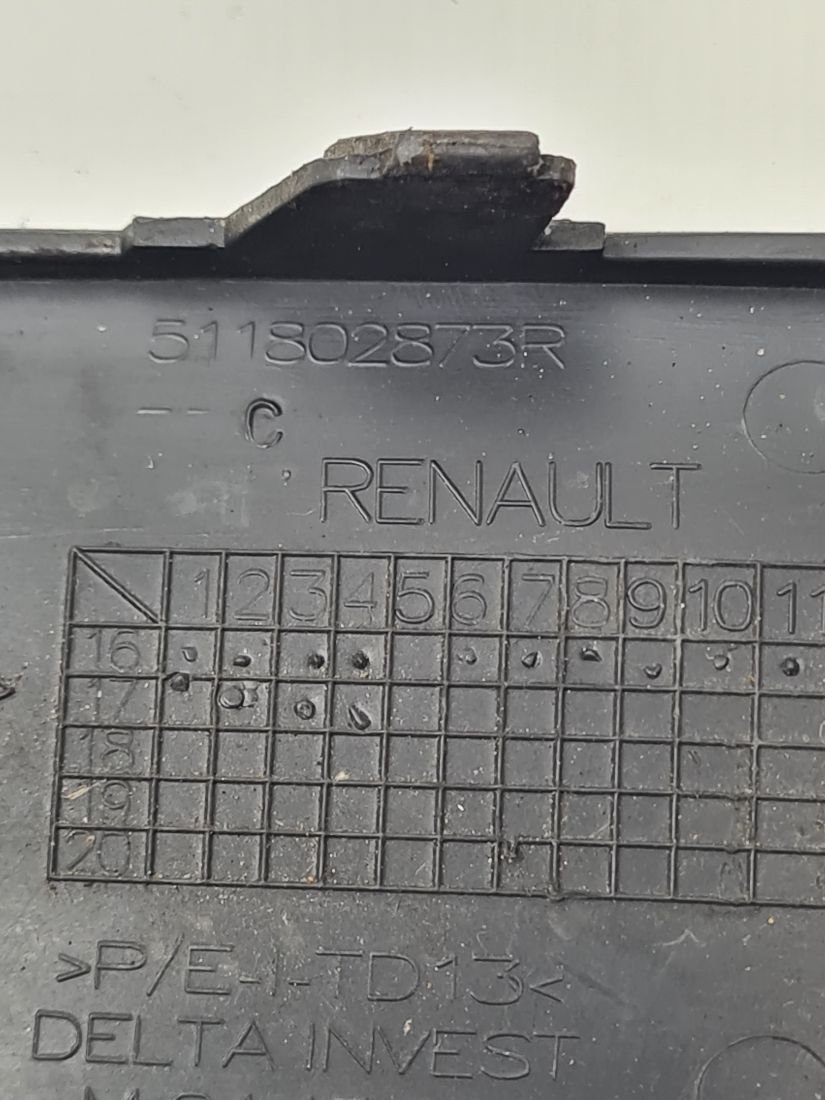 511802873R
-- C
RENAULT
1 2 3 4 5 6 7 8 9 10 11
16
17
18
19
20
>P/E-I-TD13<
DELTA INVEST